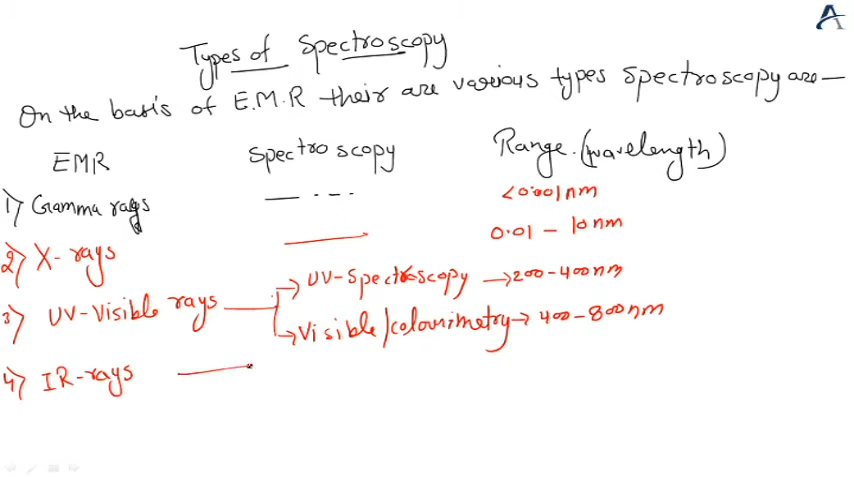 Types of Spectroscopy
On the basis of E.M.R their are various types spectroscopy are—
EMR Spectroscopy Range. (wavelength)
1) Gramma rays — - - - <0.001nm
2) X-rays — 0.01 - 10nm
3) UV-Visible rays → UV-Spectroscopy → 200-400nm
→ Visible/colourimetry → 400-800nm
4) IR-rays —